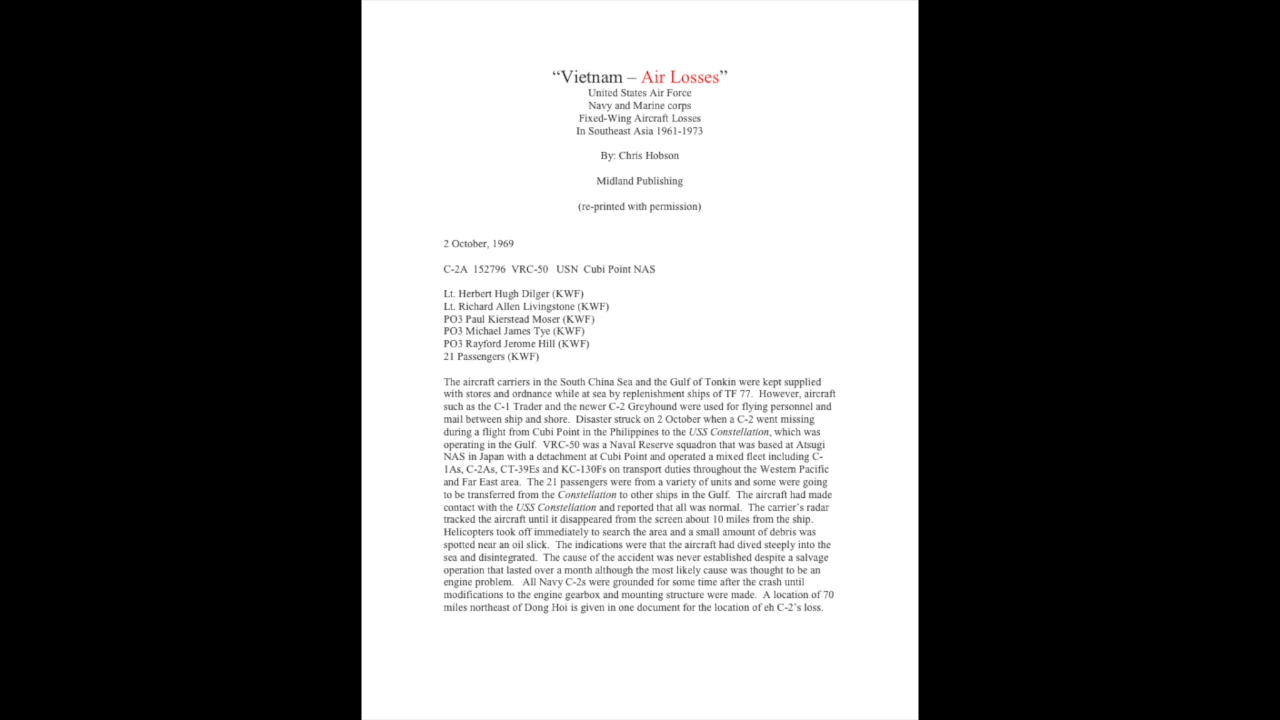 “Vietnam – Air Losses”
United States Air Force
Navy and Marine corps
Fixed-Wing Aircraft Losses
In Southeast Asia 1961-1973
By: Chris Hobson
Midland Publishing
(re-printed with permission)
2 October, 1969
C-2A 152796 VRC-50 USN Cubi Point NAS
Lt. Herbert Hugh Dilger (KWF)
Lt. Richard Allen Livingstone (KWF)
PO3 Paul Kierstead Moser (KWF)
PO3 Michael James Tye (KWF)
PO3 Rayford Jerome Hill (KWF)
21 Passengers (KWF)
The aircraft carriers in the South China Sea and the Gulf of Tonkin were kept supplied
with stores and ordnance while at sea by replenishment ships of TF 77. However, aircraft
such as the C-1 Trader and the newer C-2 Greyhound were used for flying personnel and
mail between ship and shore. Disaster struck on 2 October when a C-2 went missing
during a flight from Cubi Point in the Philippines to the USS Constellation, which was
operating in the Gulf. VRC-50 was a Naval Reserve squadron that was based at Atsugi
NAS in Japan with a detachment at Cubi Point and operated a mixed fleet including C-
1As, C-2As, CT-39Es and KC-130Fs on transport duties throughout the Western Pacific
and Far East area. The 21 passengers were from a variety of units and some were going
to be transferred from the Constellation to other ships in the Gulf. The aircraft had made
contact with the USS Constellation and reported that all was normal. The carrier's radar
tracked the aircraft until it disappeared from the screen about 10 miles from the ship.
Helicopters took off immediately to search the area and a small amount of debris was
spotted near an oil slick. The indications were that the aircraft had dived steeply into the
sea and disintegrated. The cause of the accident was never established despite a salvage
operation that lasted over a month although the most likely cause was thought to be an
engine problem. All Navy C-2s were grounded for some time after the crash until
modifications to the engine gearbox and mounting structure were made. A location of 70
miles northeast of Dong Hoi is given in one document for the location of eh C-2's loss.